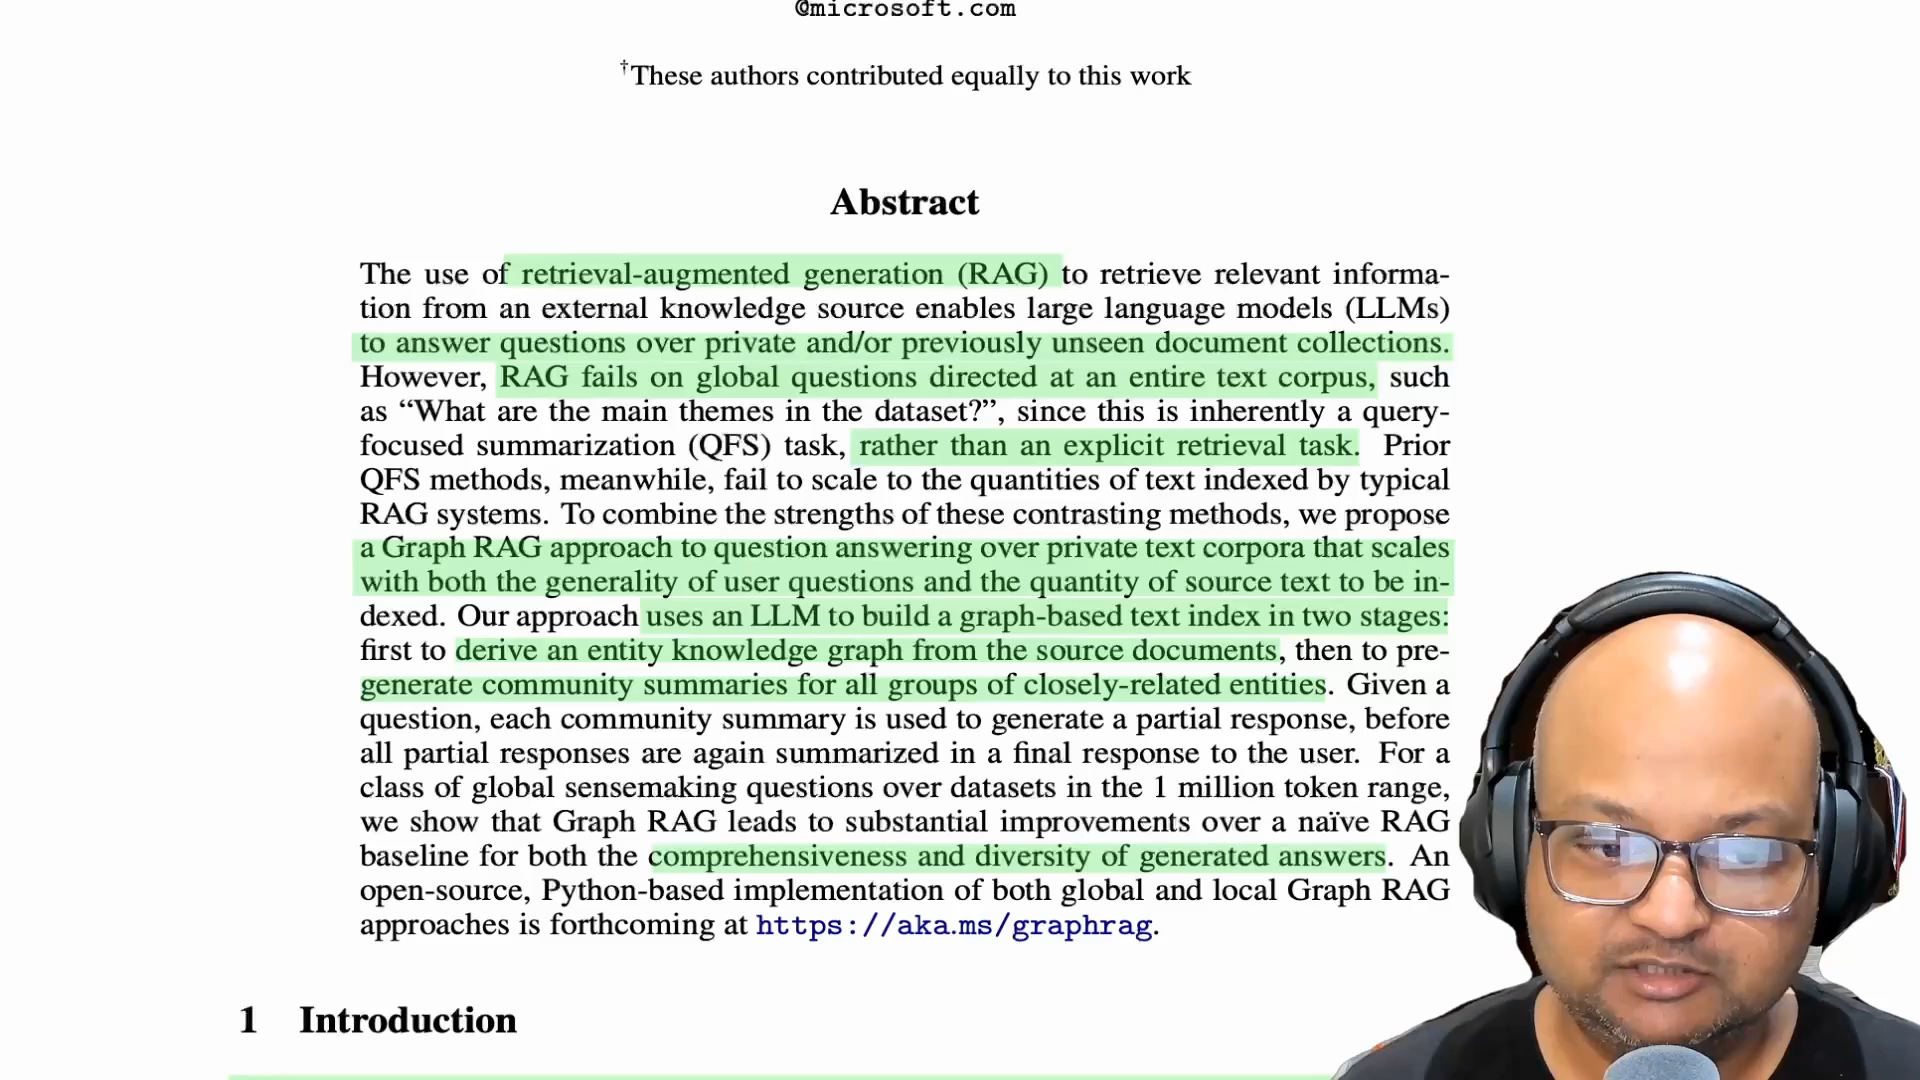 @microsoft.com
†These authors contributed equally to this work
Abstract
The use of retrieval-augmented generation (RAG) to retrieve relevant informa-
tion from an external knowledge source enables large language models (LLMs)
to answer questions over private and/or previously unseen document collections.
However, RAG fails on global questions directed at an entire text corpus, such
as “What are the main themes in the dataset?”, since this is inherently a query-
focused summarization (QFS) task, rather than an explicit retrieval task. Prior
QFS methods, meanwhile, fail to scale to the quantities of text indexed by typical
RAG systems. To combine the strengths of these contrasting methods, we propose
a Graph RAG approach to question answering over private text corpora that scales
with both the generality of user questions and the quantity of source text to be in-
dexed. Our approach uses an LLM to build a graph-based text index in two stages:
first to derive an entity knowledge graph from the source documents, then to pre-
generate community summaries for all groups of closely-related entities. Given a
question, each community summary is used to generate a partial response, before
all partial responses are again summarized in a final response to the user. For a
class of global sensemaking questions over datasets in the 1 million token range,
we show that Graph RAG leads to substantial improvements over a naïve RAG
baseline for both the comprehensiveness and diversity of generated answers. An
open-source, Python-based implementation of both global and local Graph RAG
approaches is forthcoming at https://aka.ms/graphrag.
1 Introduction